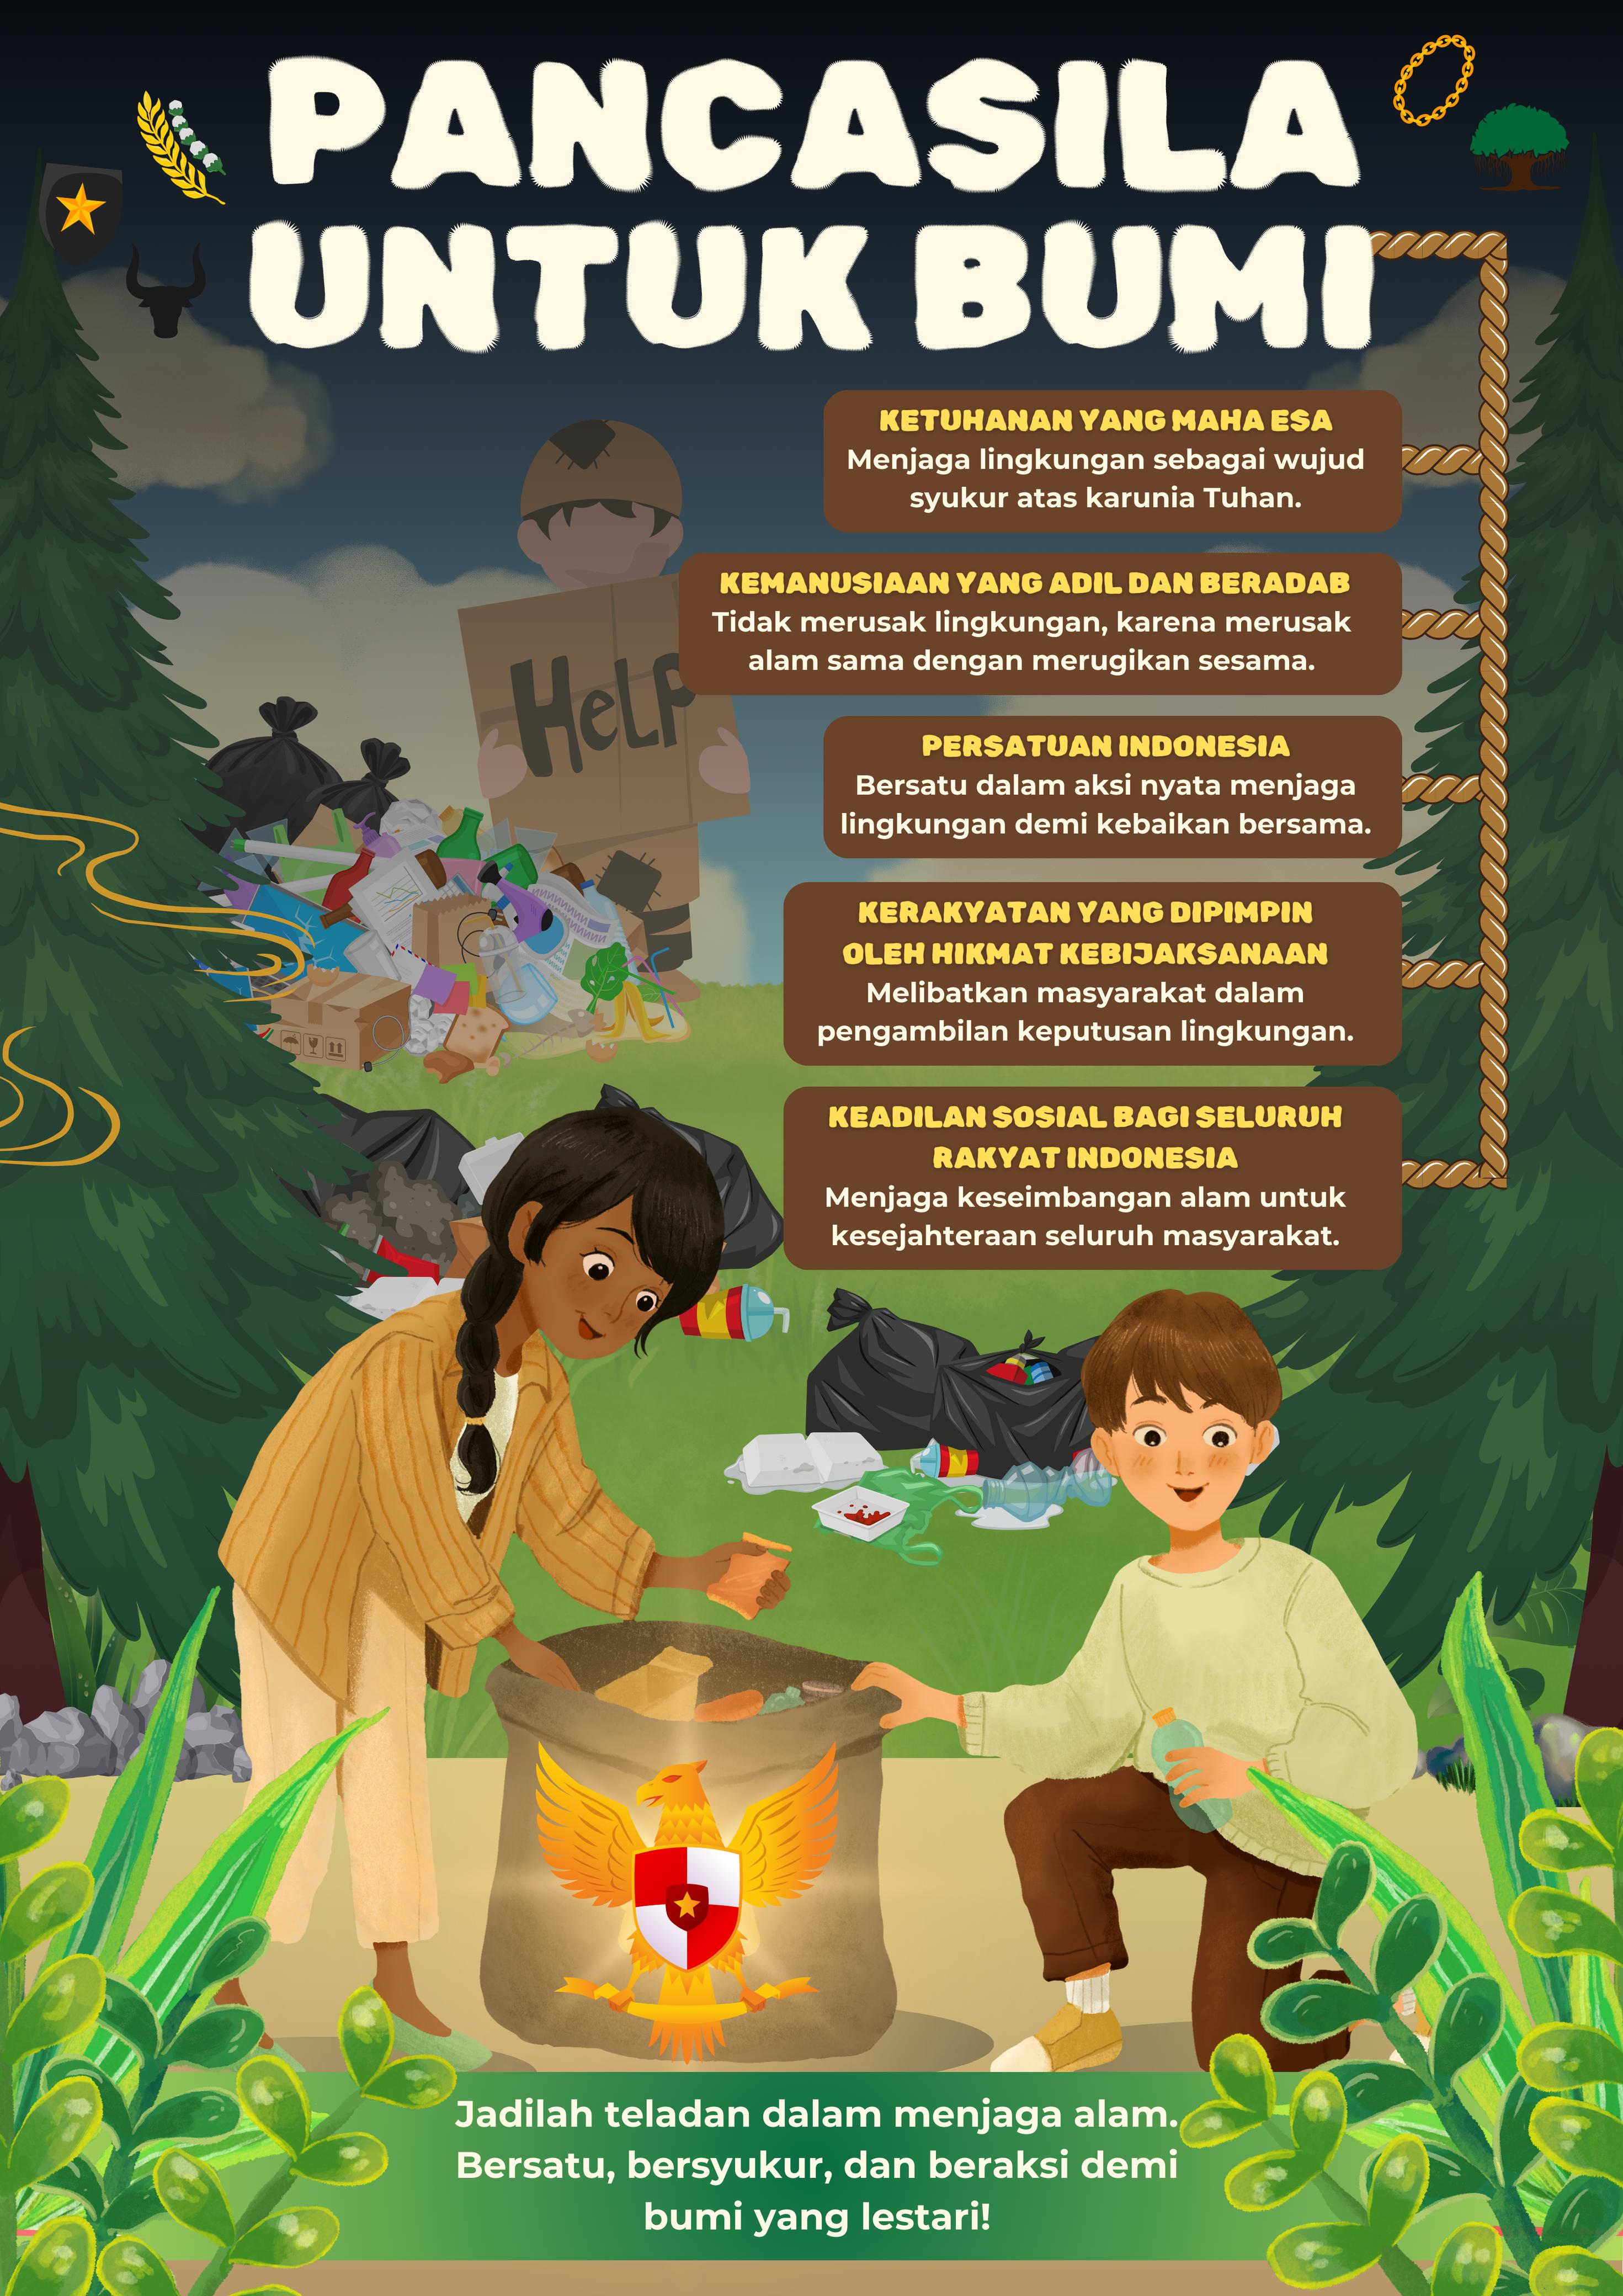 PANCASILA
UNTUK BUMI
KETUHANAN YANG MAHA ESA
Menjaga lingkungan sebagai wujud
syukur atas karunia Tuhan.
HeLP
KEMANUSIAAN YANG ADIL DAN BERADAB
Tidak merusak lingkungan, karena merusak
alam sama dengan merugikan sesama.
PERSATUAN INDONESIA
Bersatu dalam aksi nyata menjaga
lingkungan demi kebaikan bersama.
KERAKYATAN YANG DIPIMPIN
OLEH HIKMAT KEBIJAKSANAAN
Melibatkan masyarakat dalam
pengambilan keputusan lingkungan.
KEADILAN SOSIAL BAGI SELURUH
RAKYAT INDONESIA
Menjaga keseimbangan alam untuk
kesejahteraan seluruh masyarakat.
Jadilah teladan dalam menjaga alam.
Bersatu, bersyukur, dan beraksi demi
bumi yang lestari!